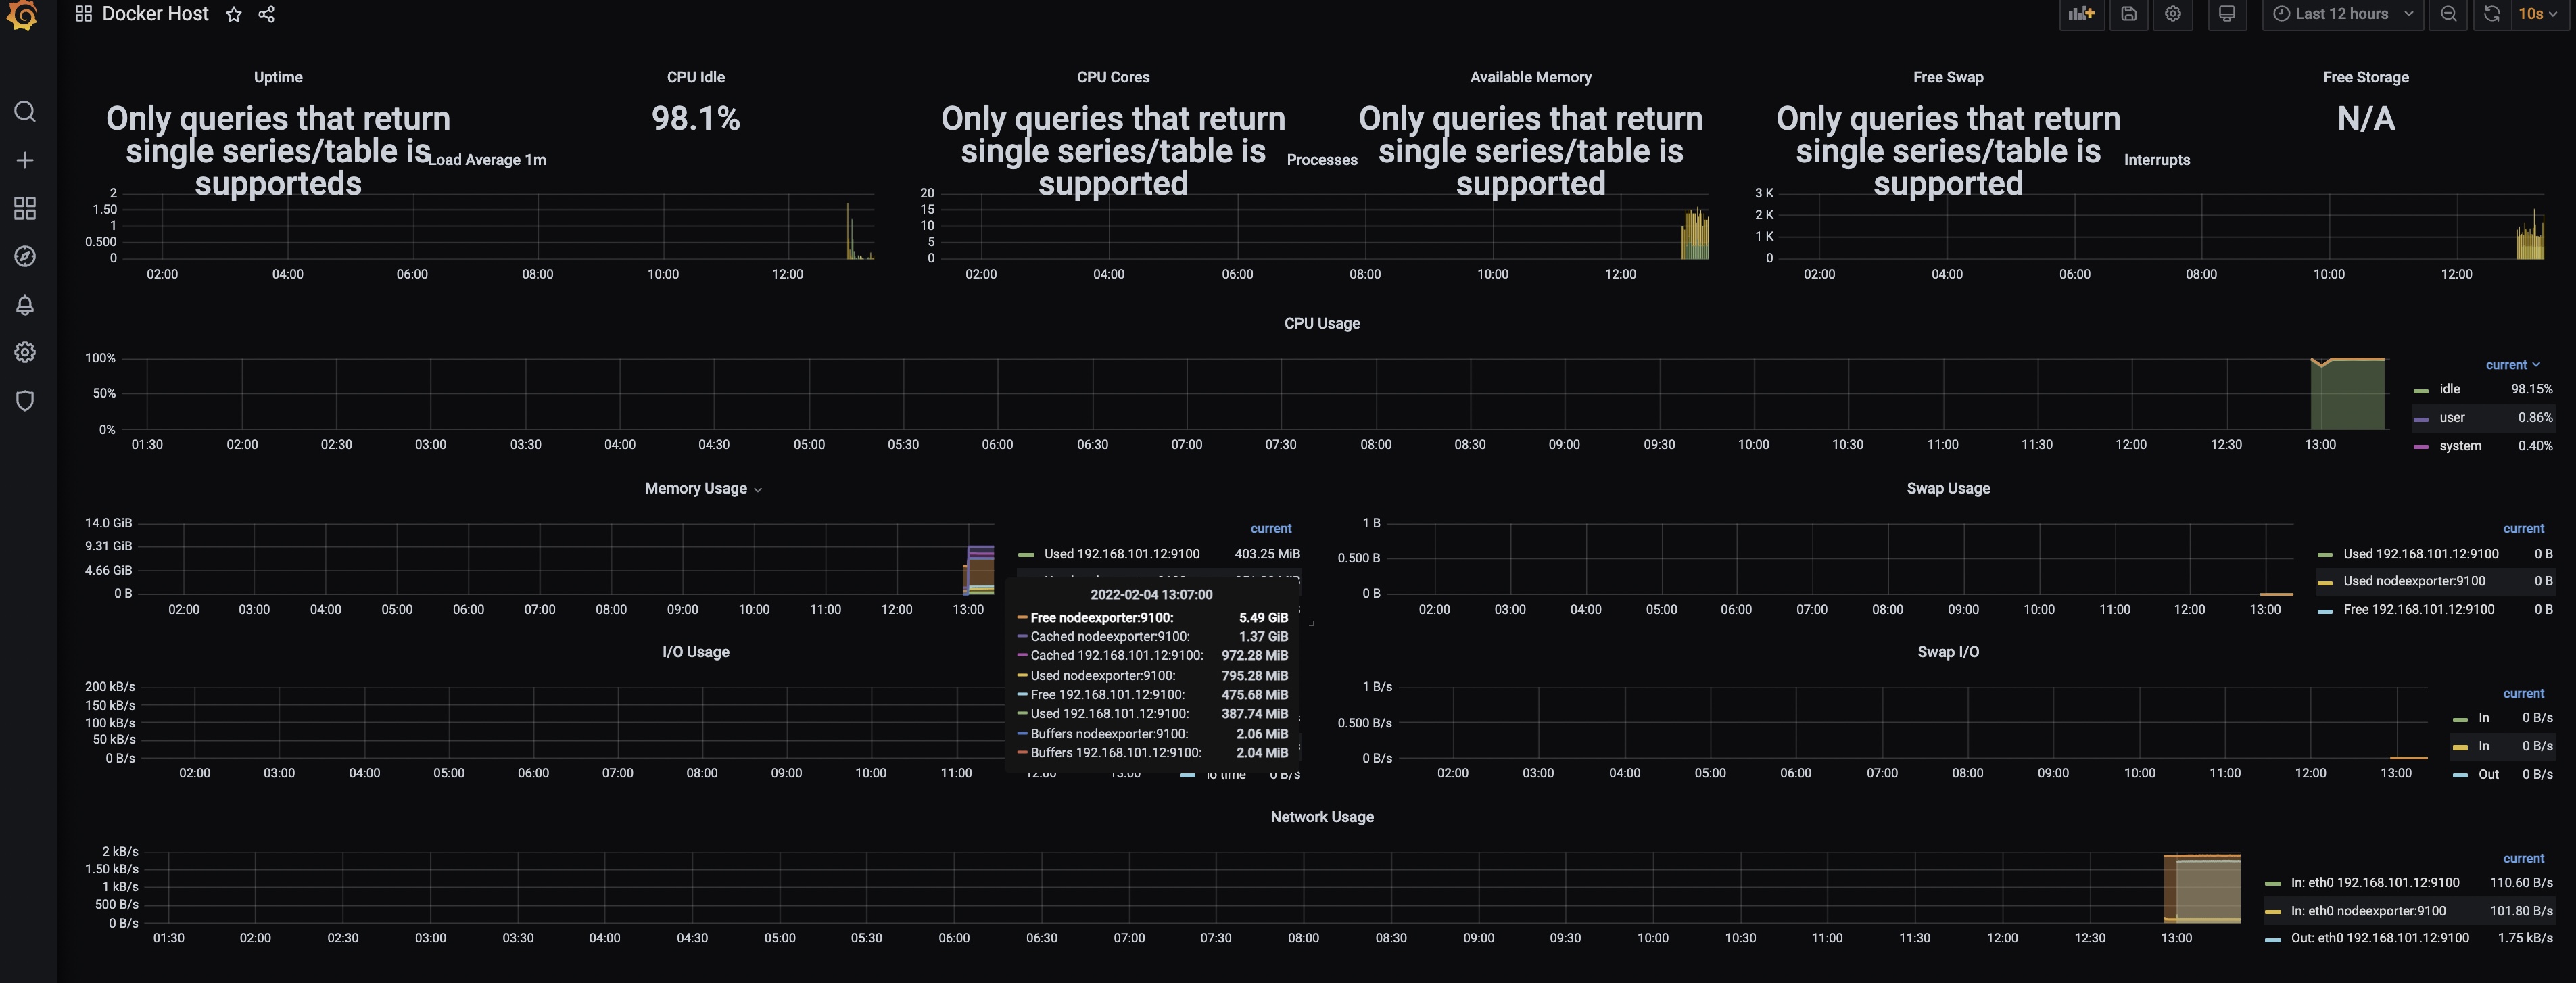 Docker Host
Last 12 hours
10s
Uptime
Only queries that return
single series/table is
supporteds
CPU Idle
98.1%
CPU Cores
Only queries that return
single series/table is
supported
Available Memory
Only queries that return
single series/table is
supported
Free Swap
Only queries that return
single series/table is
supported
Free Storage
N/A
Load Average 1m
2
1.50
1
0.500
0
02:00 04:00 06:00 08:00 10:00 12:00
Processes
20
15
10
5
0
02:00 04:00 06:00 08:00 10:00 12:00
Interrupts
3 K
2 K
1 K
0
02:00 04:00 06:00 08:00 10:00 12:00
CPU Usage
100%
50%
0%
01:30 02:00 02:30 03:00 03:30 04:00 04:30 05:00 05:30 06:00 06:30 07:00 07:30 08:00 08:30 09:00 09:30 10:00 10:30 11:00 11:30 12:00 12:30 13:00
current
idle 98.15%
user 0.86%
system 0.40%
Memory Usage
14.0 GiB
9.31 GiB
4.66 GiB
0 B
02:00 03:00 04:00 05:00 06:00 07:00 08:00 09:00 10:00 11:00 12:00 13:00
current
Used 192.168.101.12:9100 403.25 MiB
2022-02-04 13:07:00
Free nodeexporter:9100: 5.49 GiB
Cached nodeexporter:9100: 1.37 GiB
Cached 192.168.101.12:9100: 972.28 MiB
Used nodeexporter:9100: 795.28 MiB
Free 192.168.101.12:9100: 475.68 MiB
Used 192.168.101.12:9100: 387.74 MiB
Buffers nodeexporter:9100: 2.06 MiB
Buffers 192.168.101.12:9100: 2.04 MiB
Swap Usage
1 B
0.500 B
0 B
02:00 03:00 04:00 05:00 06:00 07:00 08:00 09:00 10:00 11:00 12:00 13:00
current
Used 192.168.101.12:9100 0 B
Used nodeexporter:9100 0 B
Free 192.168.101.12:9100 0 B
I/O Usage
200 kB/s
150 kB/s
100 kB/s
50 kB/s
0 B/s
02:00 03:00 04:00 05:00 06:00 07:00 08:00 09:00 10:00 11:00 12:00 13:00
io time 0 B/s
Swap I/O
1 B/s
0.500 B/s
0 B/s
02:00 03:00 04:00 05:00 06:00 07:00 08:00 09:00 10:00 11:00 12:00 13:00
current
In 0 B/s
In 0 B/s
Out 0 B/s
Network Usage
2 kB/s
1.50 kB/s
1 kB/s
500 B/s
0 B/s
01:30 02:00 02:30 03:00 03:30 04:00 04:30 05:00 05:30 06:00 06:30 07:00 07:30 08:00 08:30 09:00 09:30 10:00 10:30 11:00 11:30 12:00 12:30 13:00
current
In: eth0 192.168.101.12:9100 110.60 B/s
In: eth0 nodeexporter:9100 101.80 B/s
Out: eth0 192.168.101.12:9100 1.75 kB/s